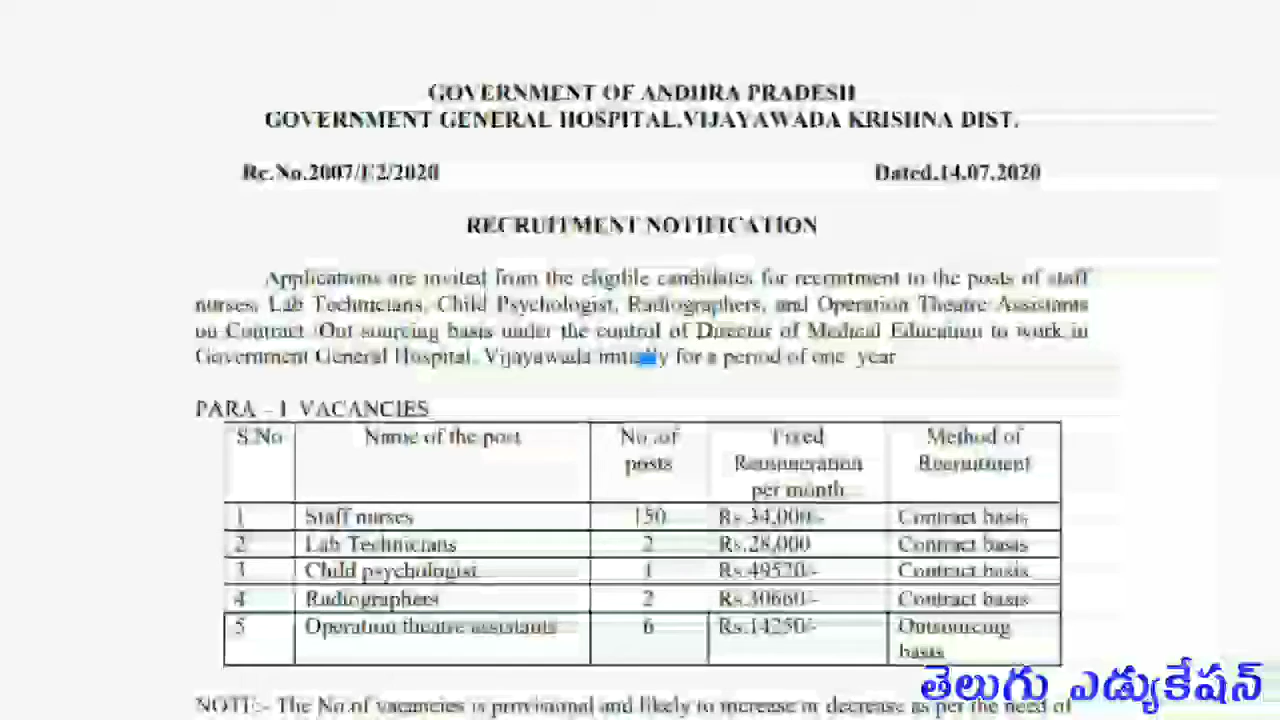 GOVERNMENT OF ANDHRA PRADESH
GOVERNMENT GENERAL HOSPITAL,VIJAYAWADA KRISHNA DIST.
Rc.No.2007/E2/2020 Dated.14.07.2020
RECRUITMENT NOTIFICATION
Applications are invited from the eligible candidates for recruitment to the posts of staff
nurses, Lab Technicians, Child Psychologist, Radiographers, and Operation Theatre Assistants
on Contract /Out sourcing basis under the control of Director of Medical Education to work in
Government General Hospital, Vijayawada initially for a period of one year
PARA – I VACANCIES
S.No Name of the post No .of posts Fixed Remuneration per month Method of Recruitment
1 Staff nurses 150 Rs.34,000/- Contract basis
2 Lab Technicians 2 Rs.28,000 Contract basis
3 Child psychologist 1 Rs.49520/- Contract basis
4 Radiographers 2 Rs.30660/- Contract basis
5 Operation theatre assistants 6 Rs.14250/- Outsourcing basis
NOTE:- The No.of vacancies is provisional and likely to increase or decrease as per the need of
తెలుగు ఎడ్యుకేషన్